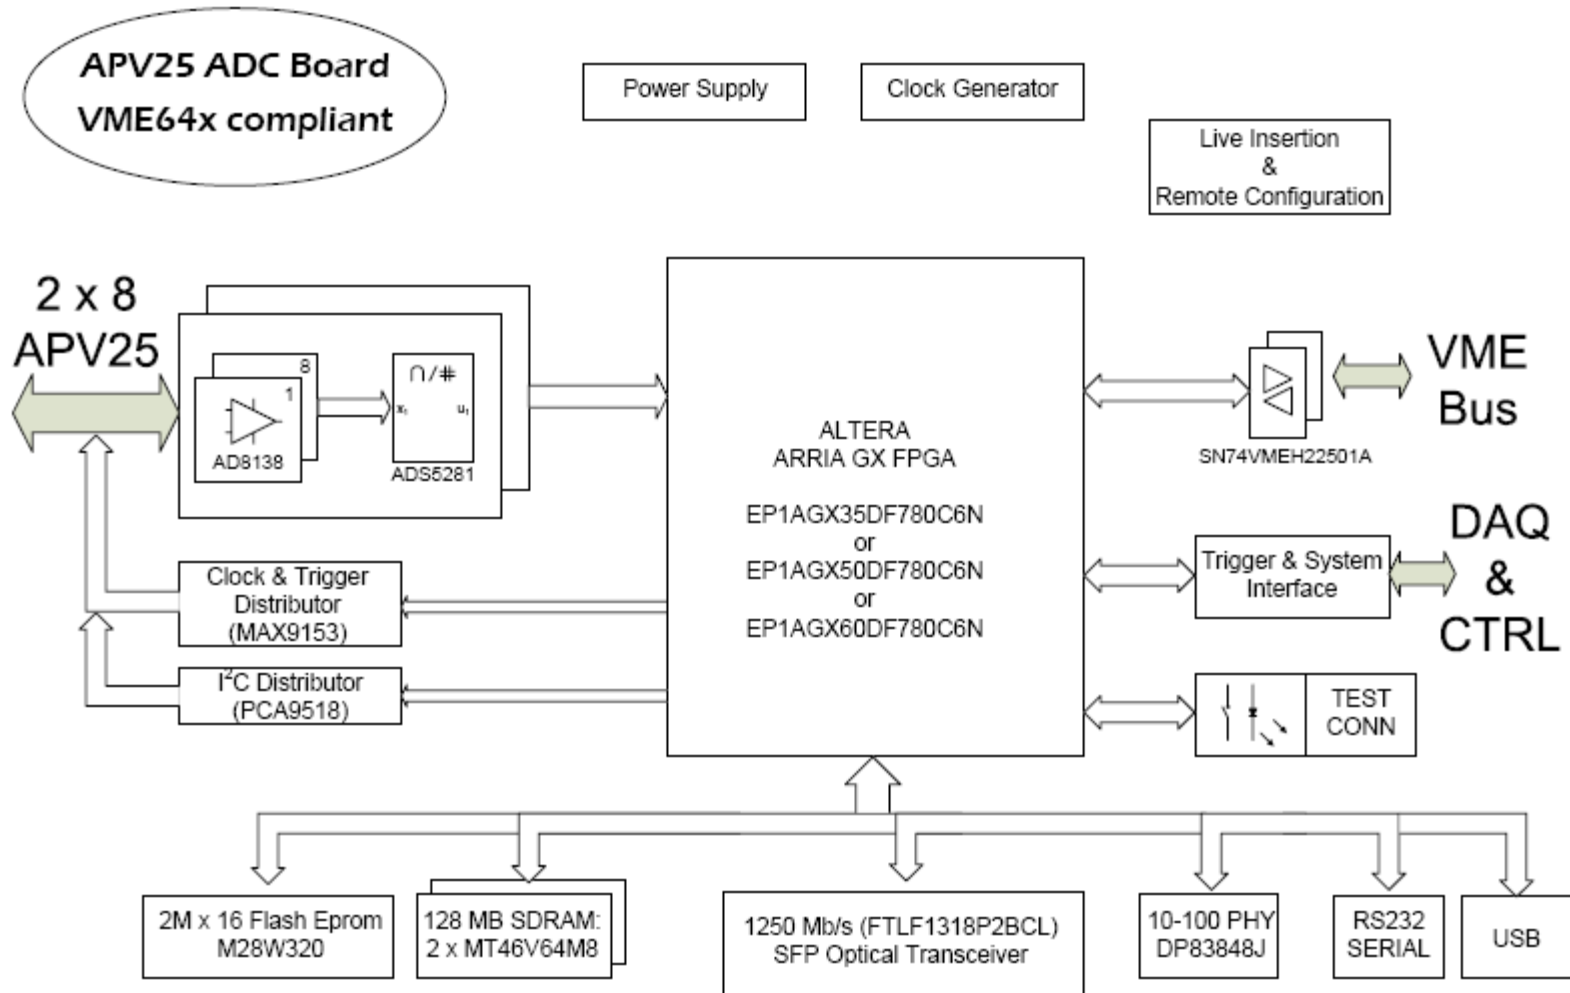 APV25 ADC Board
VME64x compliant
Power Supply
Clock Generator
Live Insertion
&
Remote Configuration
2 x 8
APV25
8
1
AD8138
∩/#
x₁
u₁
ADS5281
ALTERA
ARRIA GX FPGA
EP1AGX35DF780C6N
or
EP1AGX50DF780C6N
or
EP1AGX60DF780C6N
SN74VMEH22501A
VME
Bus
Clock & Trigger
Distributor
(MAX9153)
I²C Distributor
(PCA9518)
Trigger & System
Interface
DAQ
&
CTRL
TEST
CONN
2M x 16 Flash Eprom
M28W320
128 MB SDRAM:
2 x MT46V64M8
1250 Mb/s (FTLF1318P2BCL)
SFP Optical Transceiver
10-100 PHY
DP83848J
RS232
SERIAL
USB